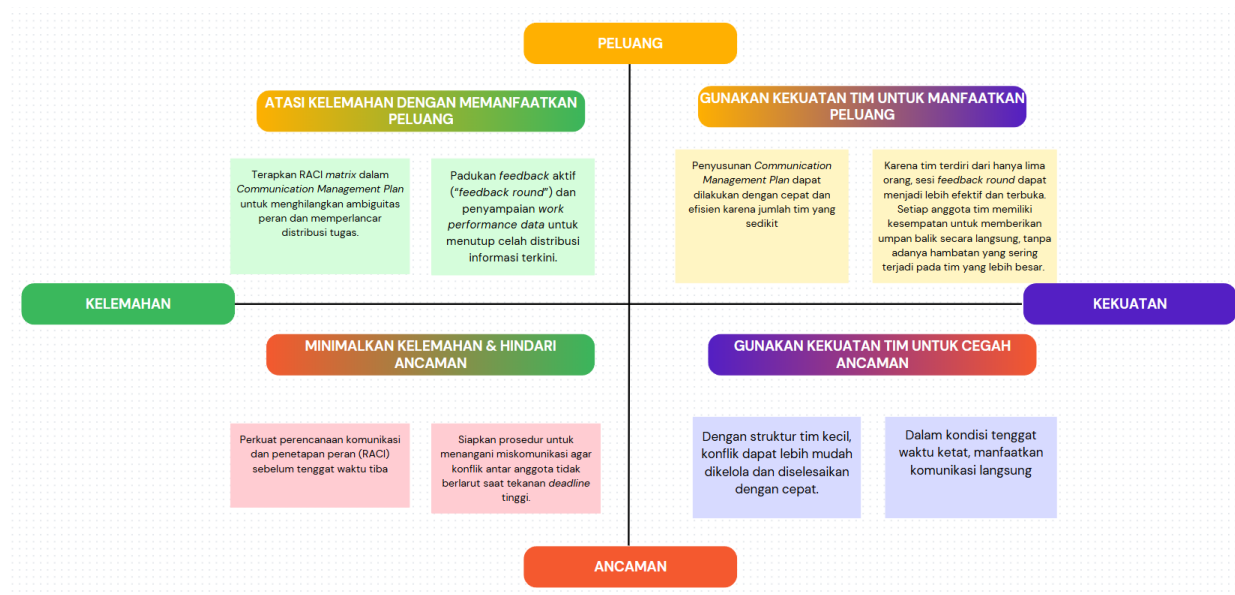 PELUANG
ATASI KELEMAHAN DENGAN MEMANFAATKAN
PELUANG
Terapkan RACI matrix dalam
Communication Management Plan
untuk menghilangkan ambiguitas
peran dan memperlancar
distribusi tugas.
Padukan feedback aktif
(“feedback round”) dan
penyampaian work
performance data untuk
menutup celah distribusi
informasi terkini.
GUNAKAN KEKUATAN TIM UNTUK MANFAATKAN
PELUANG
Penyusunan Communication
Management Plan dapat
dilakukan dengan cepat dan
efisien karena jumlah tim yang
sedikit
Karena tim terdiri dari hanya lima
orang, sesi feedback round dapat
menjadi lebih efektif dan terbuka.
Setiap anggota tim memiliki
kesempatan untuk memberikan
umpan balik secara langsung, tanpa
adanya hambatan yang sering
terjadi pada tim yang lebih besar.
KELEMAHAN
KEKUATAN
MINIMALKAN KELEMAHAN & HINDARI
ANCAMAN
Perkuat perencanaan komunikasi
dan penetapan peran (RACI)
sebelum tenggat waktu tiba
Siapkan prosedur untuk
menangani miskomunikasi agar
konflik antar anggota tidak
berlarut saat tekanan deadline
tinggi.
GUNAKAN KEKUATAN TIM UNTUK CEGAH
ANCAMAN
Dengan struktur tim kecil,
konflik dapat lebih mudah
dikelola dan diselesaikan
dengan cepat.
Dalam kondisi tenggat
waktu ketat, manfaatkan
komunikasi langsung
ANCAMAN